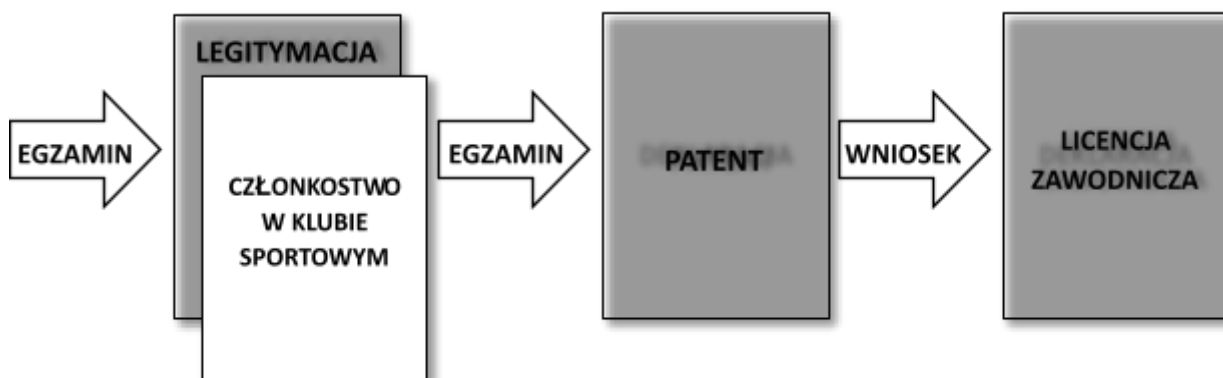 EGZAMIN
LEGITYMACJA
CZŁONKOSTWO
W KLUBIE
SPORTOWYM
EGZAMIN
PATENT
WNIOSEK
LICENCJA
ZAWODNICZA